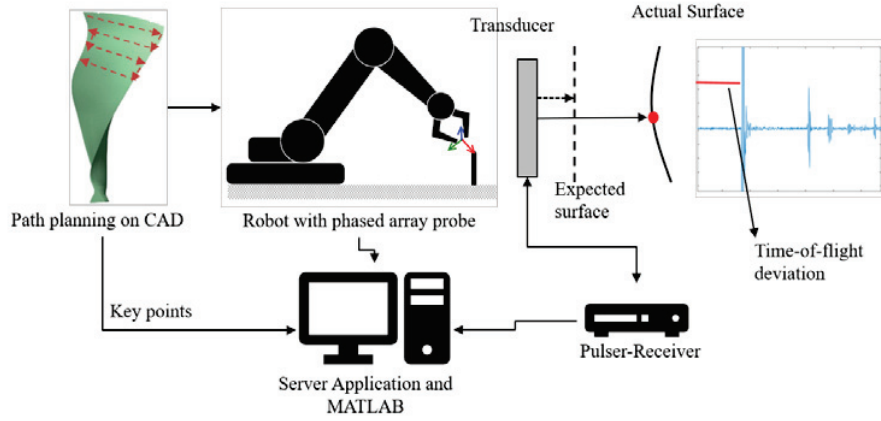 Transducer
Actual Surface
Expected
surface
Path planning on CAD
Robot with phased array probe
Time-of-flight
deviation
Key points
Pulser-Receiver
Server Application and
MATLAB